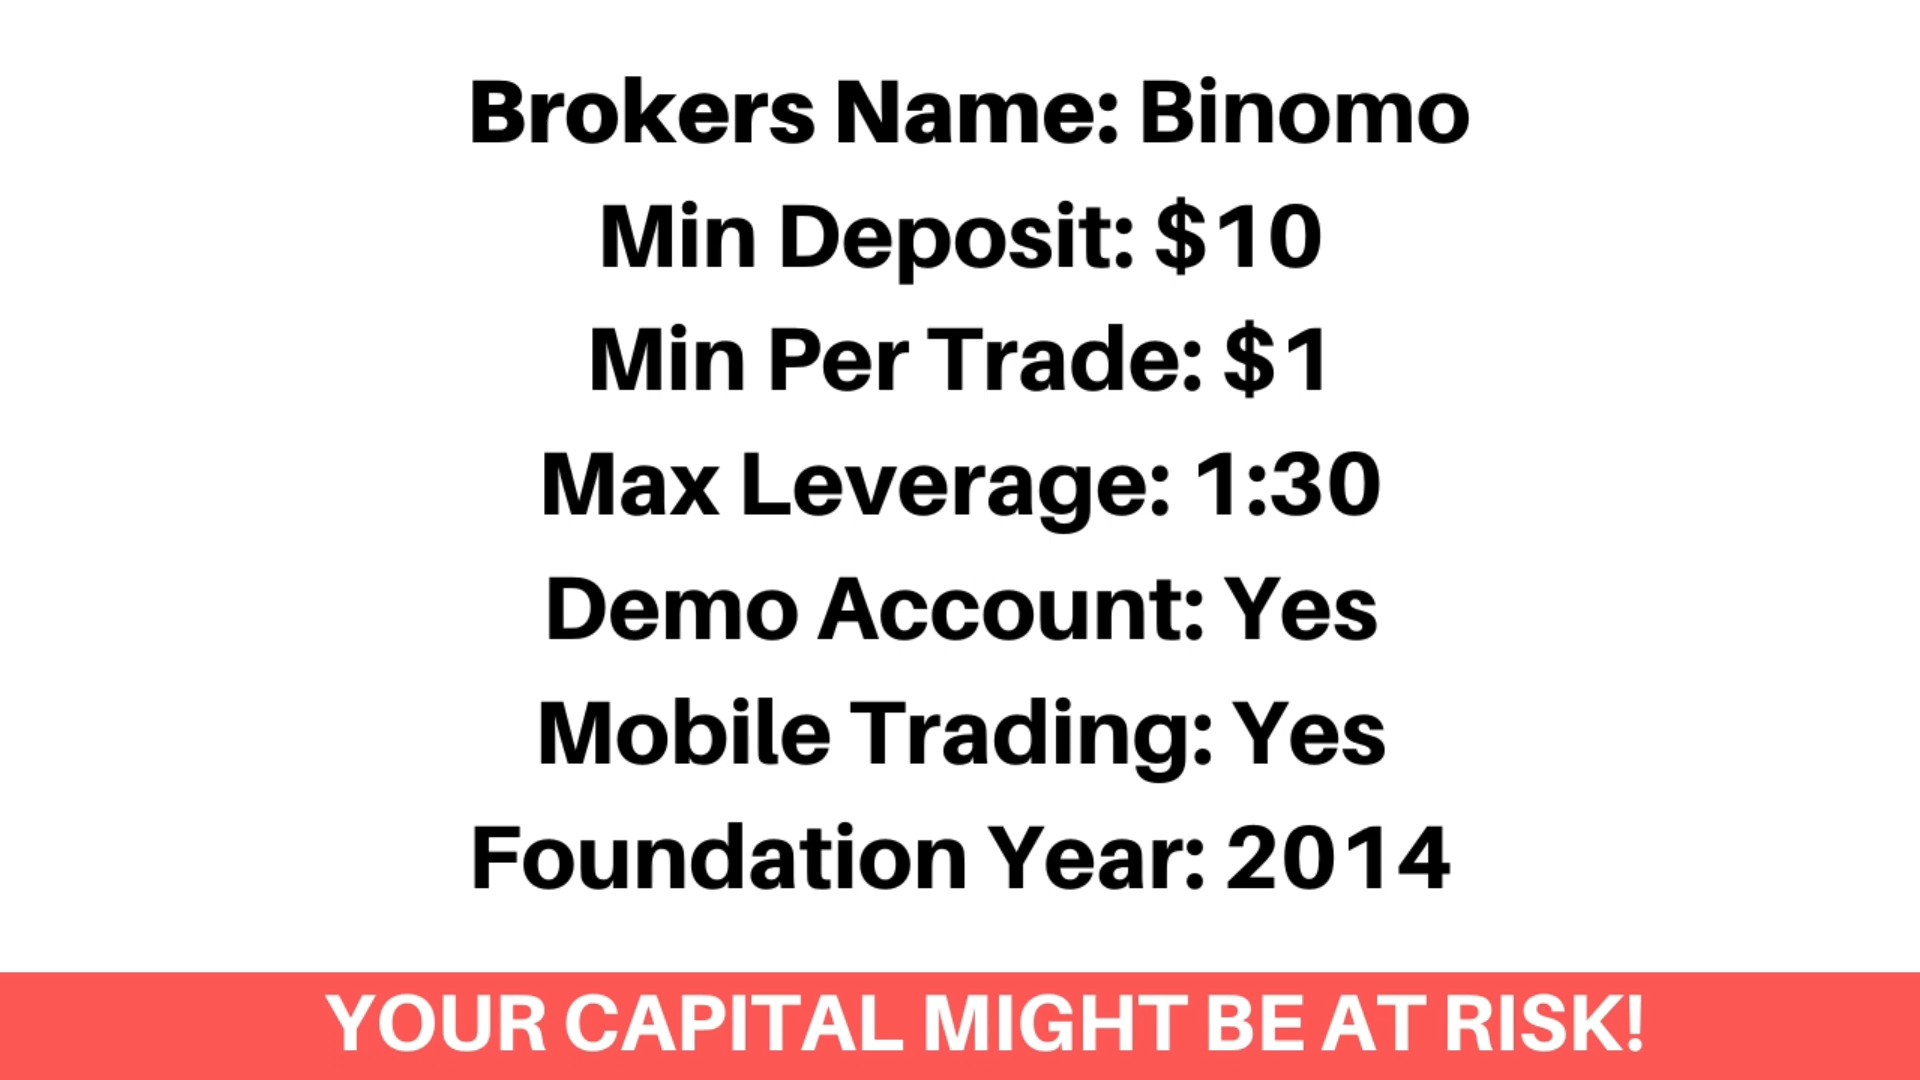 Brokers Name: Binomo
Min Deposit: $10
Min Per Trade: $1
Max Leverage: 1:30
Demo Account: Yes
Mobile Trading: Yes
Foundation Year: 2014
YOUR CAPITAL MIGHT BE AT RISK!